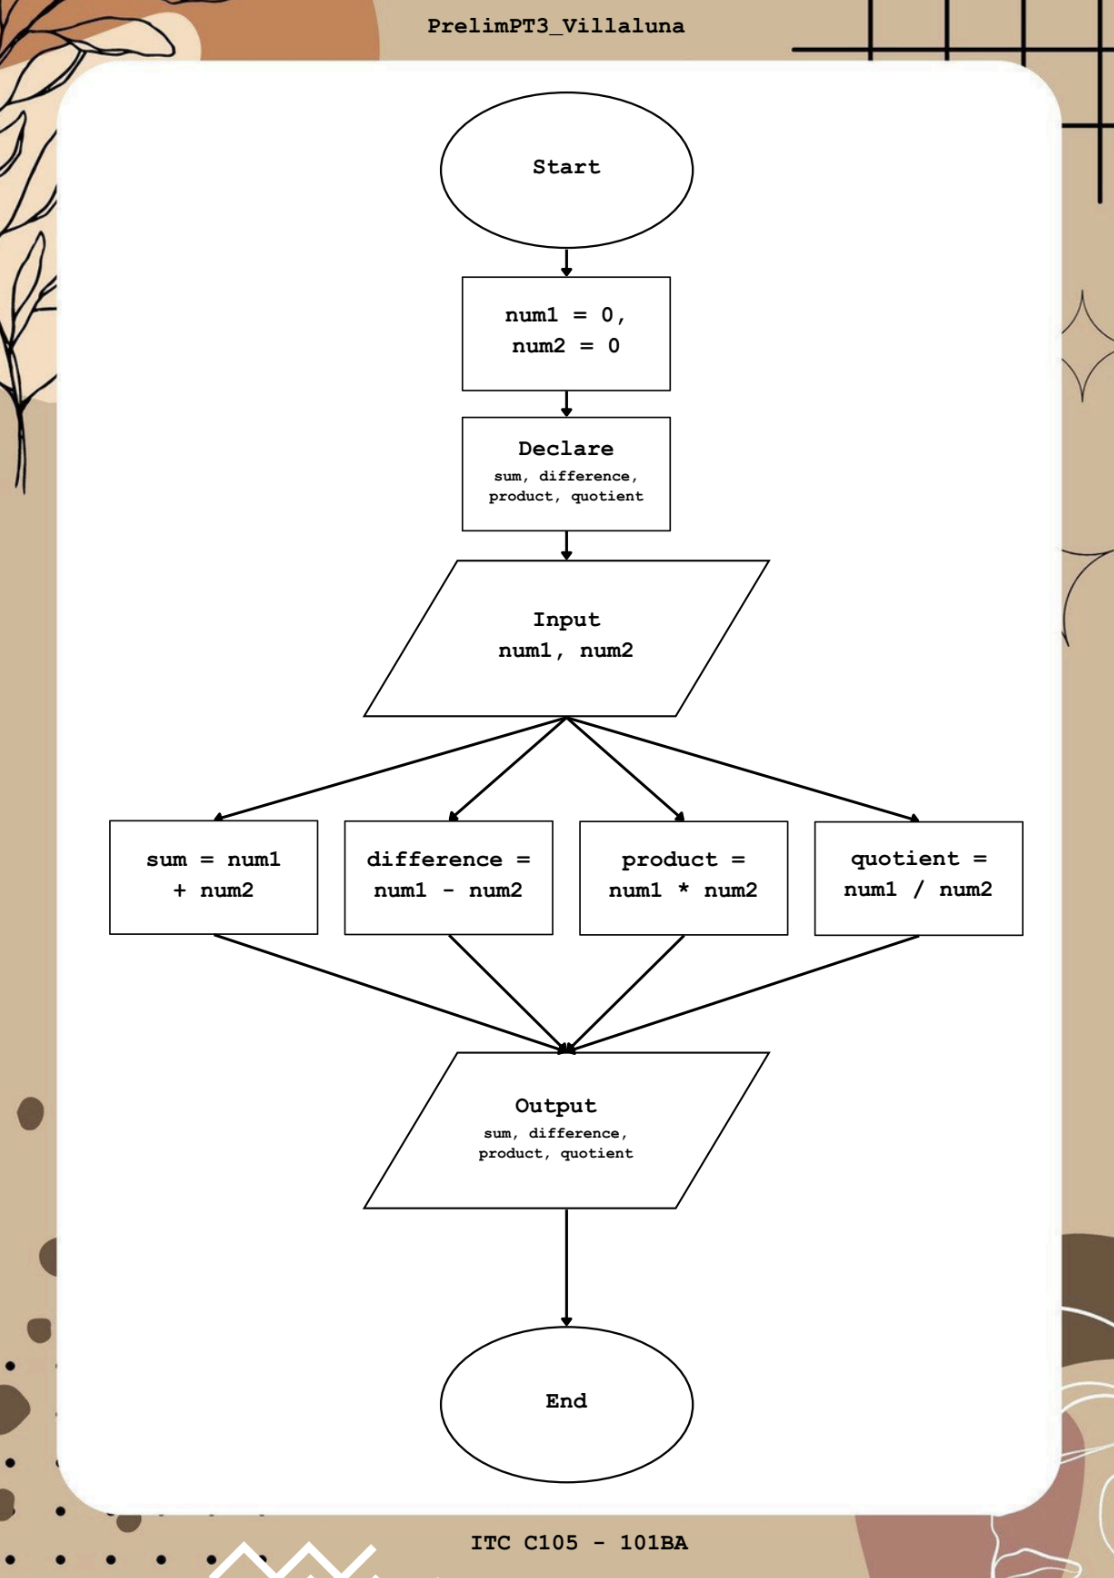 PrelimPT3_Villaluna
Start
num1 = 0,
num2 = 0
Declare
sum, difference,
product, quotient
Input
num1, num2
sum = num1
+ num2
difference =
num1 - num2
product =
num1 * num2
quotient =
num1 / num2
Output
sum, difference,
product, quotient
End
ITC C105 - 101BA